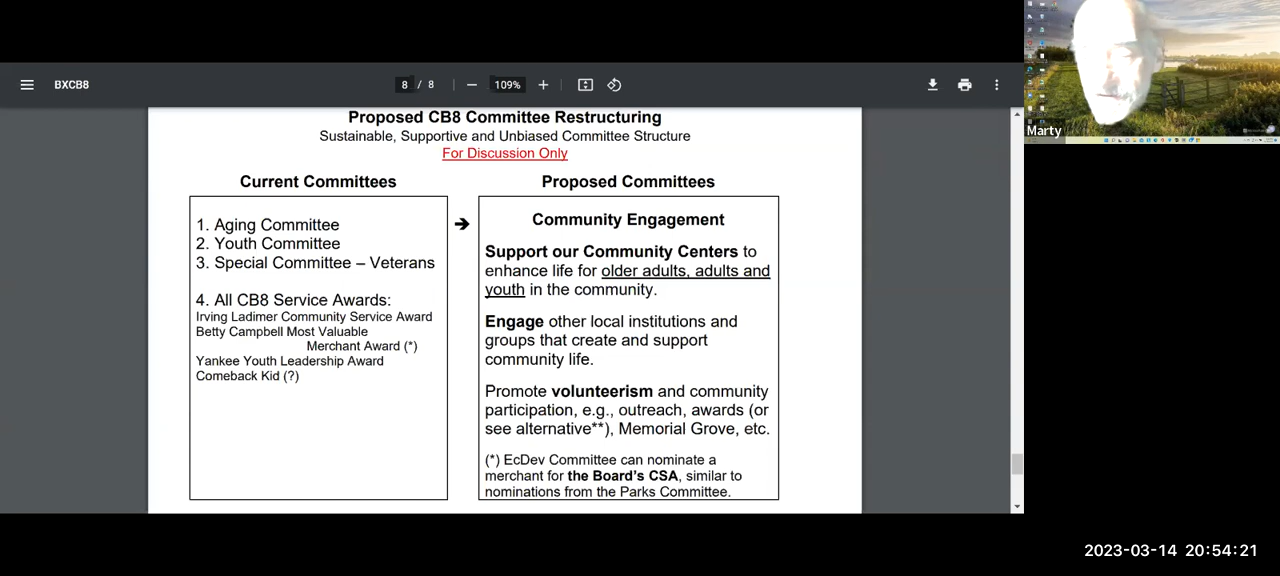 BXCB8
8 / 8
109%
Proposed CB8 Committee Restructuring
Sustainable, Supportive and Unbiased Committee Structure
For Discussion Only
Current Committees
1. Aging Committee
2. Youth Committee
3. Special Committee – Veterans
4. All CB8 Service Awards:
Irving Ladimer Community Service Award
Betty Campbell Most Valuable
Merchant Award (*)
Yankee Youth Leadership Award
Comeback Kid (?)
➔
Proposed Committees
Community Engagement
Support our Community Centers to
enhance life for older adults, adults and
youth in the community.
Engage other local institutions and
groups that create and support
community life.
Promote volunteerism and community
participation, e.g., outreach, awards (or
see alternative**), Memorial Grove, etc.
(*) EcDev Committee can nominate a
merchant for the Board's CSA, similar to
nominations from the Parks Committee.
Marty
2023-03-14 20:54:21